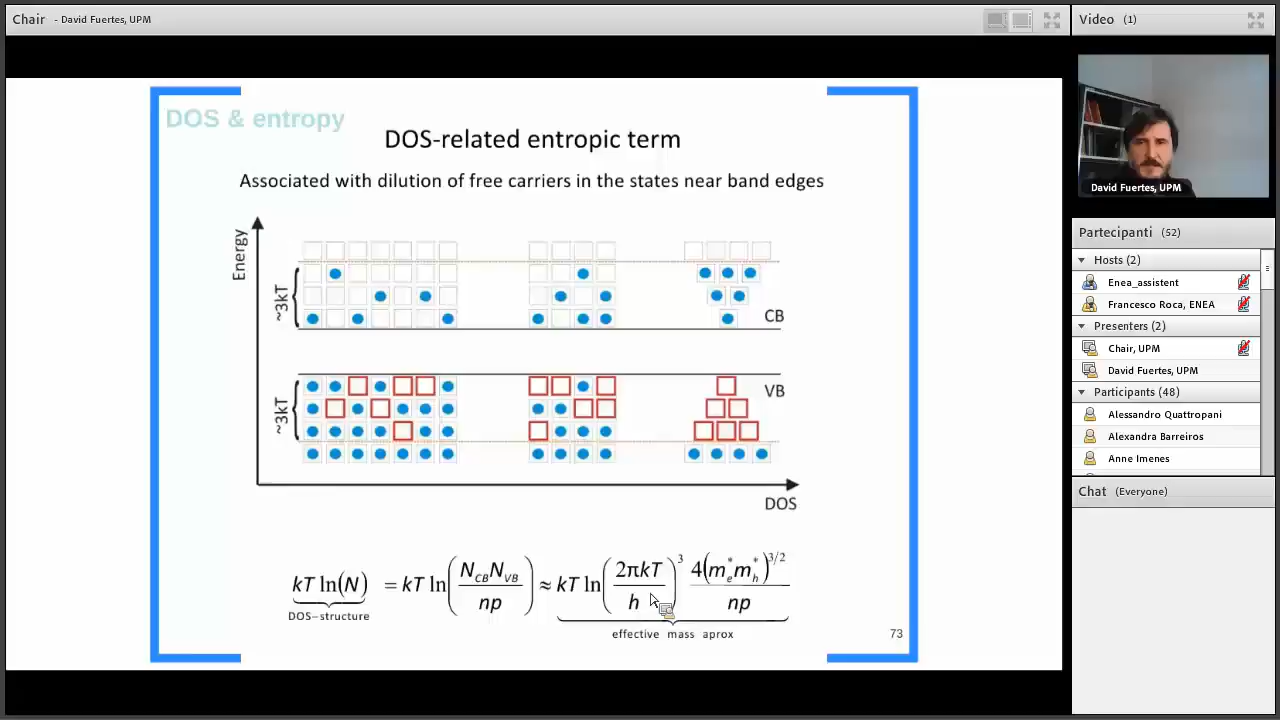 Chair - David Fuertes, UPM
DOS & entropy
DOS-related entropic term
Associated with dilution of free carriers in the states near band edges
Energy
~3kT
CB
~3kT
VB
DOS
kT ln(N) = kT ln(N_CB N_VB / np) ≈ kT ln(2πkT / h)^3 4(m_e^* m_h^*)^3/2 / np
DOS–structure
effective mass aprox
73
Video (1)
David Fuertes, UPM
Partecipanti (52)
Hosts (2)
Enea_assistent
Francesco Roca, ENEA
Presenters (2)
Chair, UPM
David Fuertes, UPM
Participants (48)
Alessandro Quattropani
Alexandra Barreiros
Anne Imenes
Chat (Everyone)